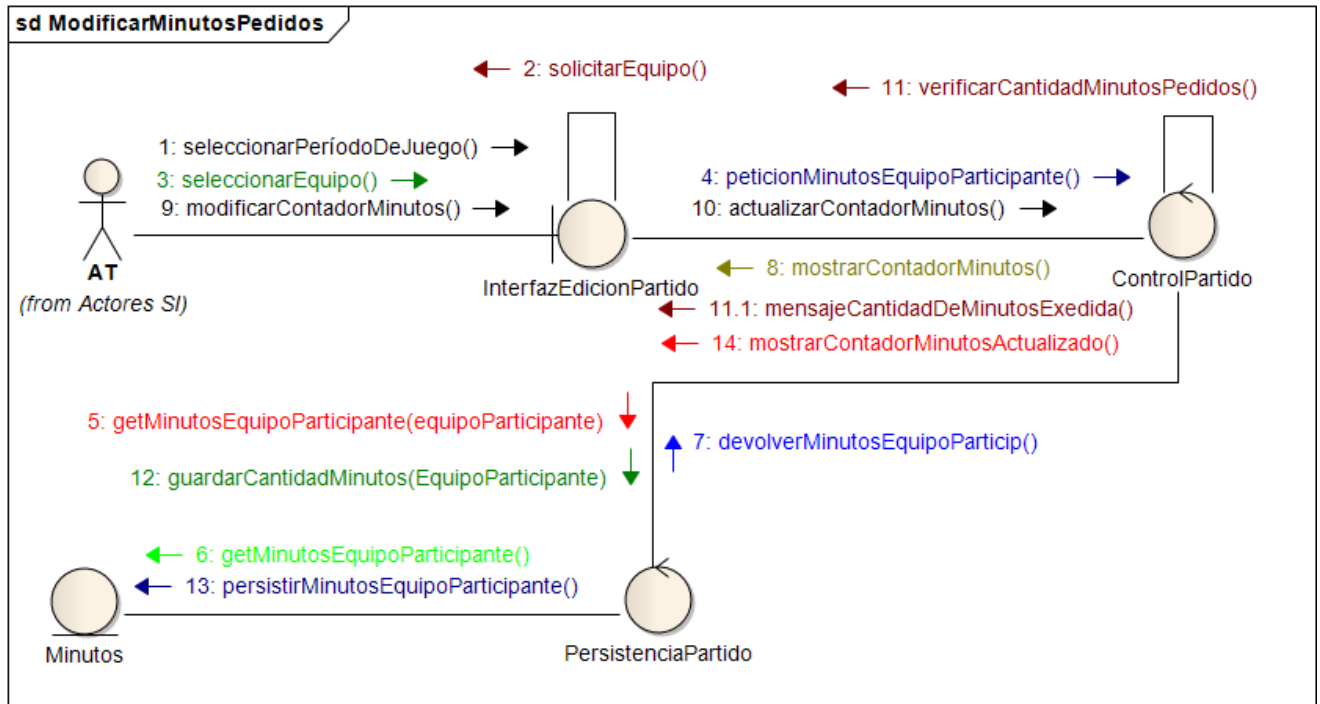 sd ModificarMinutosPedidos
2: solicitarEquipo()
11: verificarCantidadMinutosPedidos()
1: seleccionarPeríodoDeJuego()
3: seleccionarEquipo()
9: modificarContadorMinutos()
4: peticionMinutosEquipoParticipante()
10: actualizarContadorMinutos()
AT
(from Actores SI)
InterfazEdicionPartido
8: mostrarContadorMinutos()
ControlPartido
11.1: mensajeCantidadDeMinutosExedida()
14: mostrarContadorMinutosActualizado()
5: getMinutosEquipoParticipante(equipoParticipante)
7: devolverMinutosEquipoParticip()
12: guardarCantidadMinutos(EquipoParticipante)
6: getMinutosEquipoParticipante()
13: persistirMinutosEquipoParticipante()
Minutos
PersistenciaPartido